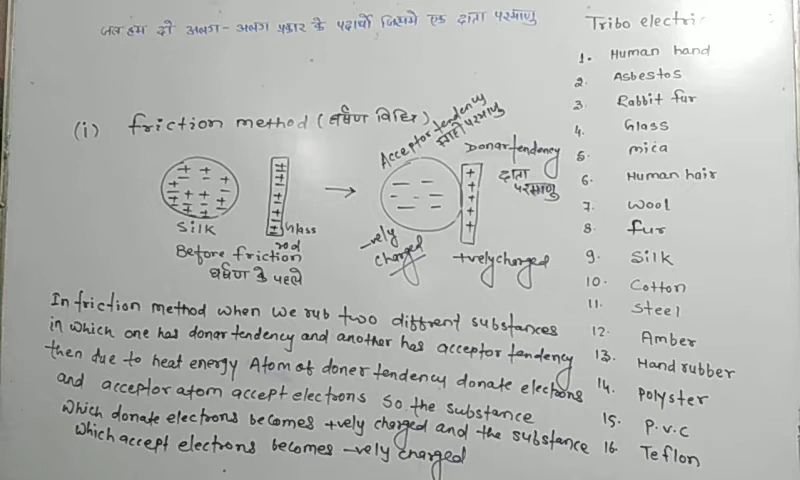 जब हम दो अलग-अलग प्रकार के पदार्थो जिसमे एक दाता परमाणु
(i) friction method (घर्षण विधि)
Acceptor tendency
ग्राही परमाणु
Donar tendency
दाता
परमाणु
Silk
Glass
rod
Before friction
घर्षण के पहले
-vely
charged
+vely charged
In friction method when we rub two diffrent substances
in which one has donar tendency and another has acceptor tendency
then due to heat energy Atom of doner tendency donate electrons
and acceptor atom accept electrons so the substance
which donate electrons becomes +vely charged and the substance
which accept electrons becomes -vely charged
Tribo electri
1. Human hand
2. Asbestos
3. Rabbit fur
4. Glass
5. mica
6. Human hair
7. Wool
8. fur
9. Silk
10. Cotton
11. Steel
12. Amber
13. Hand rubber
14. Polyster
15. P.v.c
16. Teflon